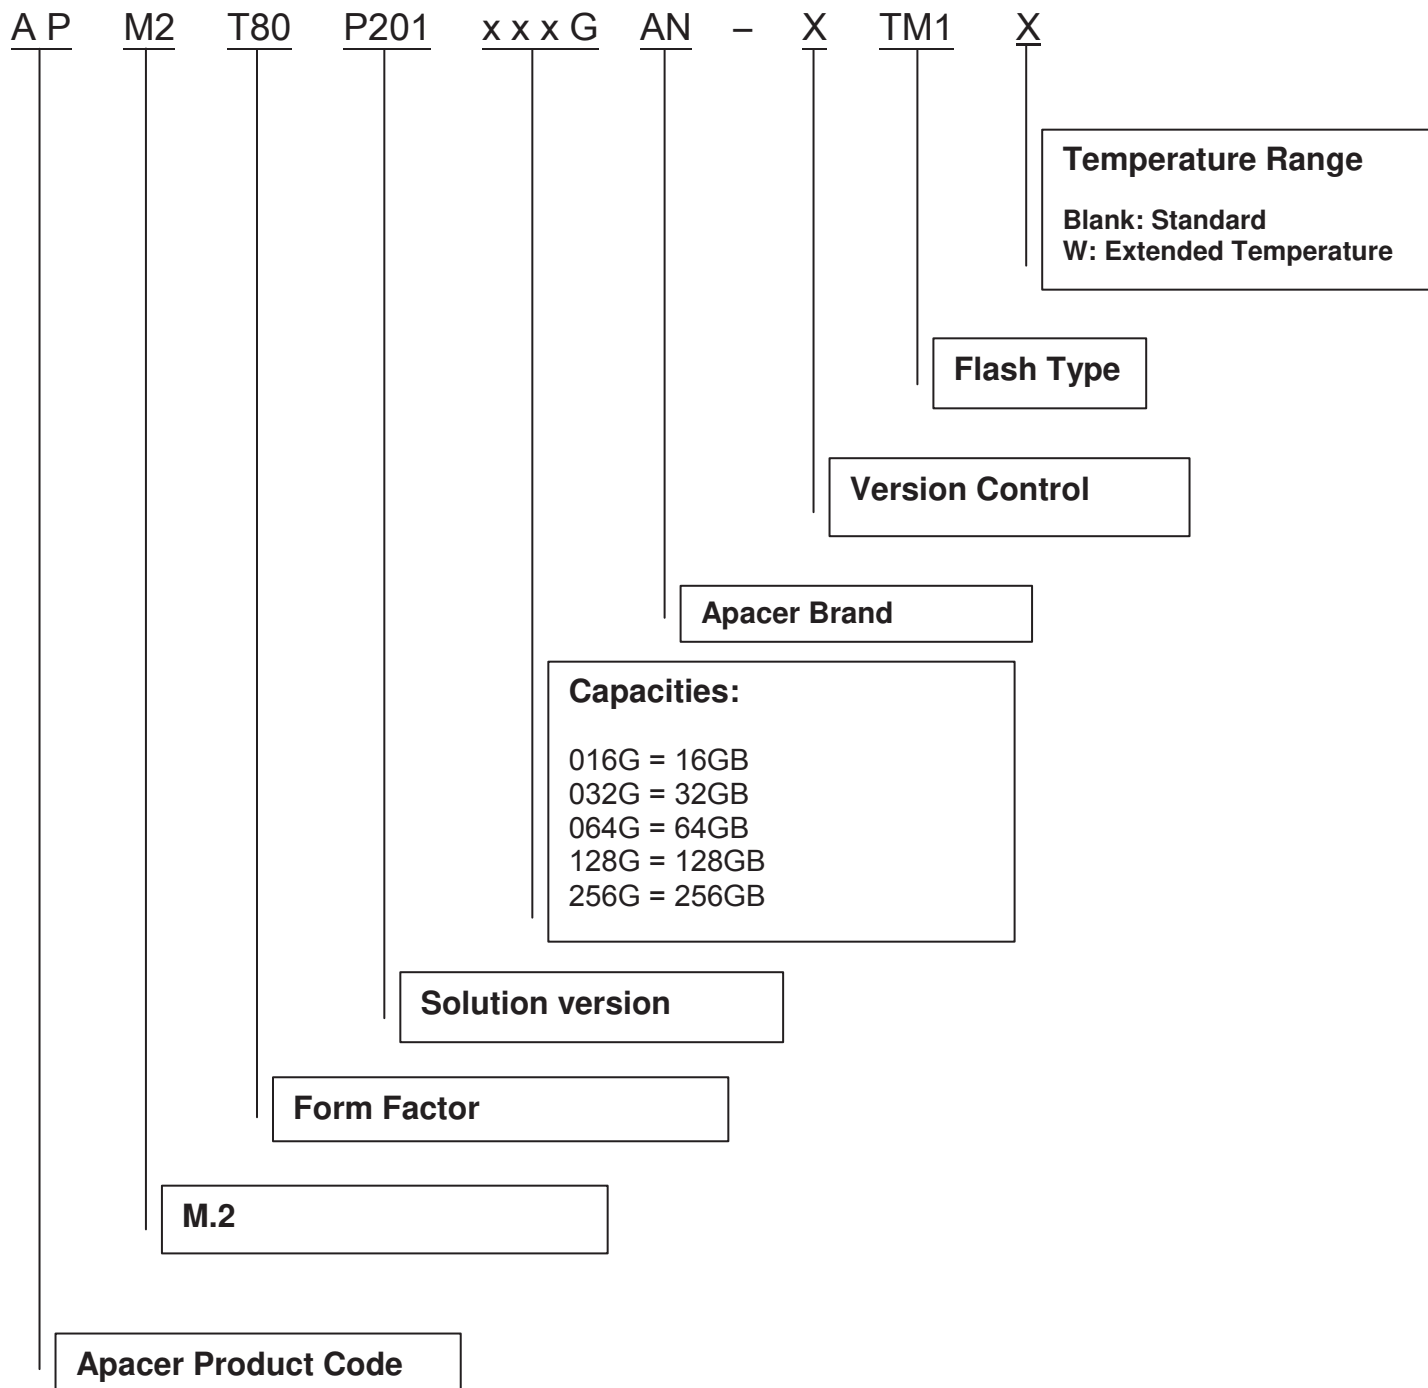 A P M2 T80 P201 x x x G AN – X TM1 X
Temperature Range
Blank: Standard
W: Extended Temperature
Flash Type
Version Control
Apacer Brand
Capacities:
016G = 16GB
032G = 32GB
064G = 64GB
128G = 128GB
256G = 256GB
Solution version
Form Factor
M.2
Apacer Product Code